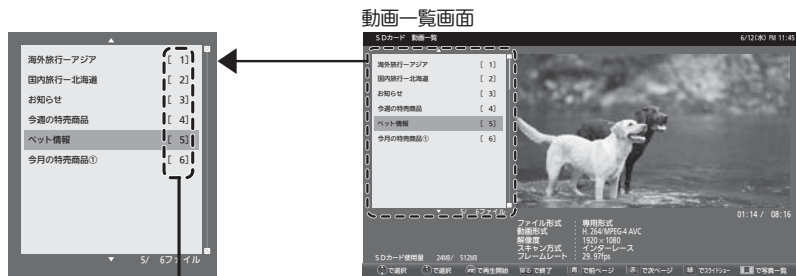 動画一覧画面
海外旅行ーアジア [ 1]
国内旅行ー北海道 [ 2]
お知らせ [ 3]
今週の特売商品 [ 4]
ペット情報 [ 5]
今月の特売商品① [ 6]
5/ 6ファイル
SDカード 動画一覧 6/12(水) PM 11:45
海外旅行ーアジア [ 1]
国内旅行ー北海道 [ 2]
お知らせ [ 3]
今週の特売商品 [ 4]
ペット情報 [ 5]
今月の特売商品① [ 6]
5/ 6ファイル
01:14 / 08:16
ファイル形式 : 専用形式
動画形式 : H. 264/MPEG-4 AVC
解像度 : 1920×1080
スキャン方式 : インターレース
フレームレート : 29. 97fps
SDカード使用量 24MB/ 512MB
で選択 で選択 で再生開始 戻る で終了 青 で前ページ 赤 で次ページ 緑 でスライドショー 黄 で写真一覧